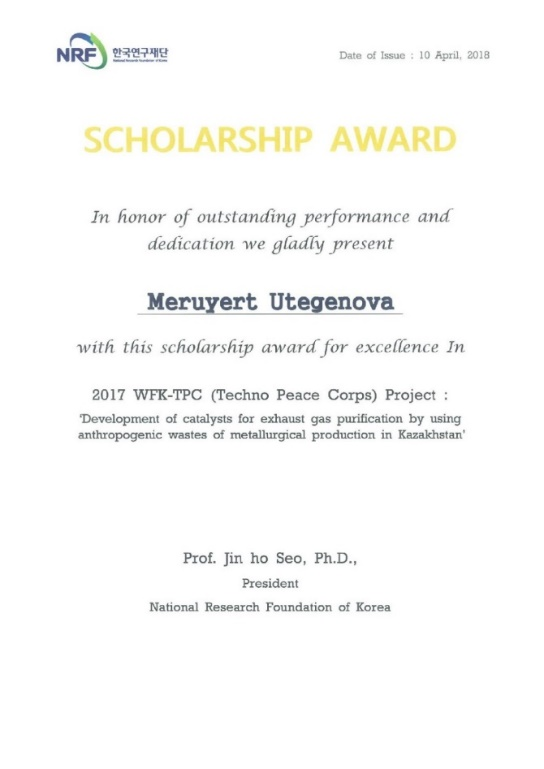 NRF 한국연구재단
National Research Foundation of Korea
Date of Issue : 10 April, 2018
SCHOLARSHIP AWARD
In honor of outstanding performance and
dedication we gladly present
Meruyert Utegenova
with this scholarship award for excellence In
2017 WFK-TPC (Techno Peace Corps) Project :
'Development of catalysts for exhaust gas purification by using
anthropogenic wastes of metallurgical production in Kazakhstan'
Prof. Jin ho Seo, Ph.D.,
President
National Research Foundation of Korea